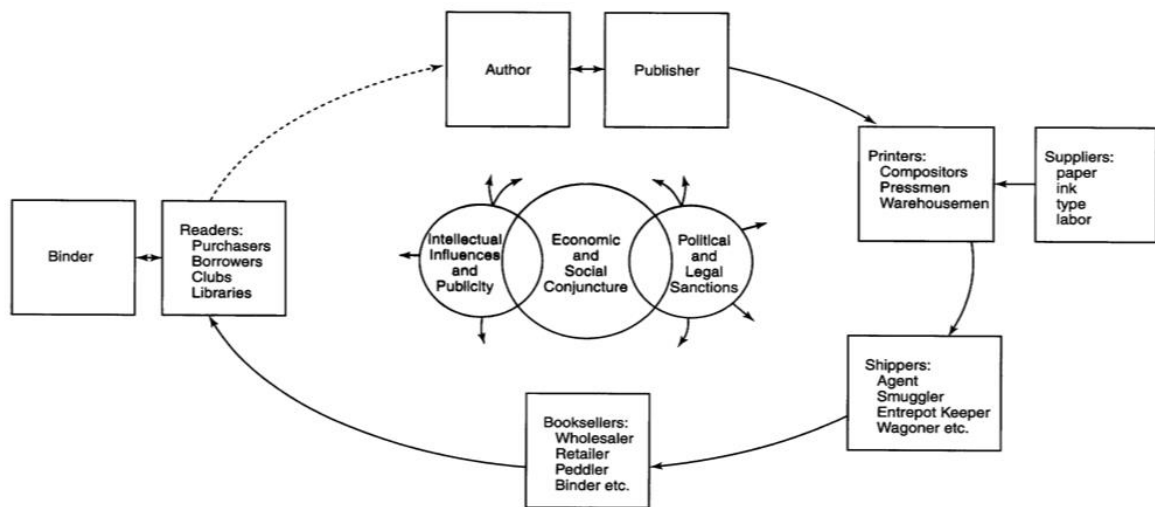 Author
Publisher
Printers:
Compositors
Pressmen
Warehousemen
Suppliers:
paper
ink
type
labor
Binder
Readers:
Purchasers
Borrowers
Clubs
Libraries
Intellectual
Influences
and
Publicity
Economic
and
Social
Conjuncture
Political
and
Legal
Sanctions
Shippers:
Agent
Smuggler
Entrepot Keeper
Wagoner etc.
Booksellers:
Wholesaler
Retailer
Peddler
Binder etc.